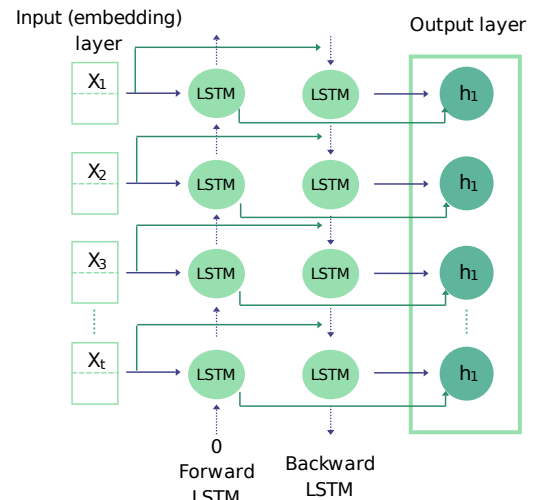 Input (embedding)
layer
Output layer
X1
LSTM
LSTM
h1
X2
LSTM
LSTM
h1
X3
LSTM
LSTM
h1
Xt
LSTM
LSTM
h1
0
Forward
LSTM
Backward
LSTM